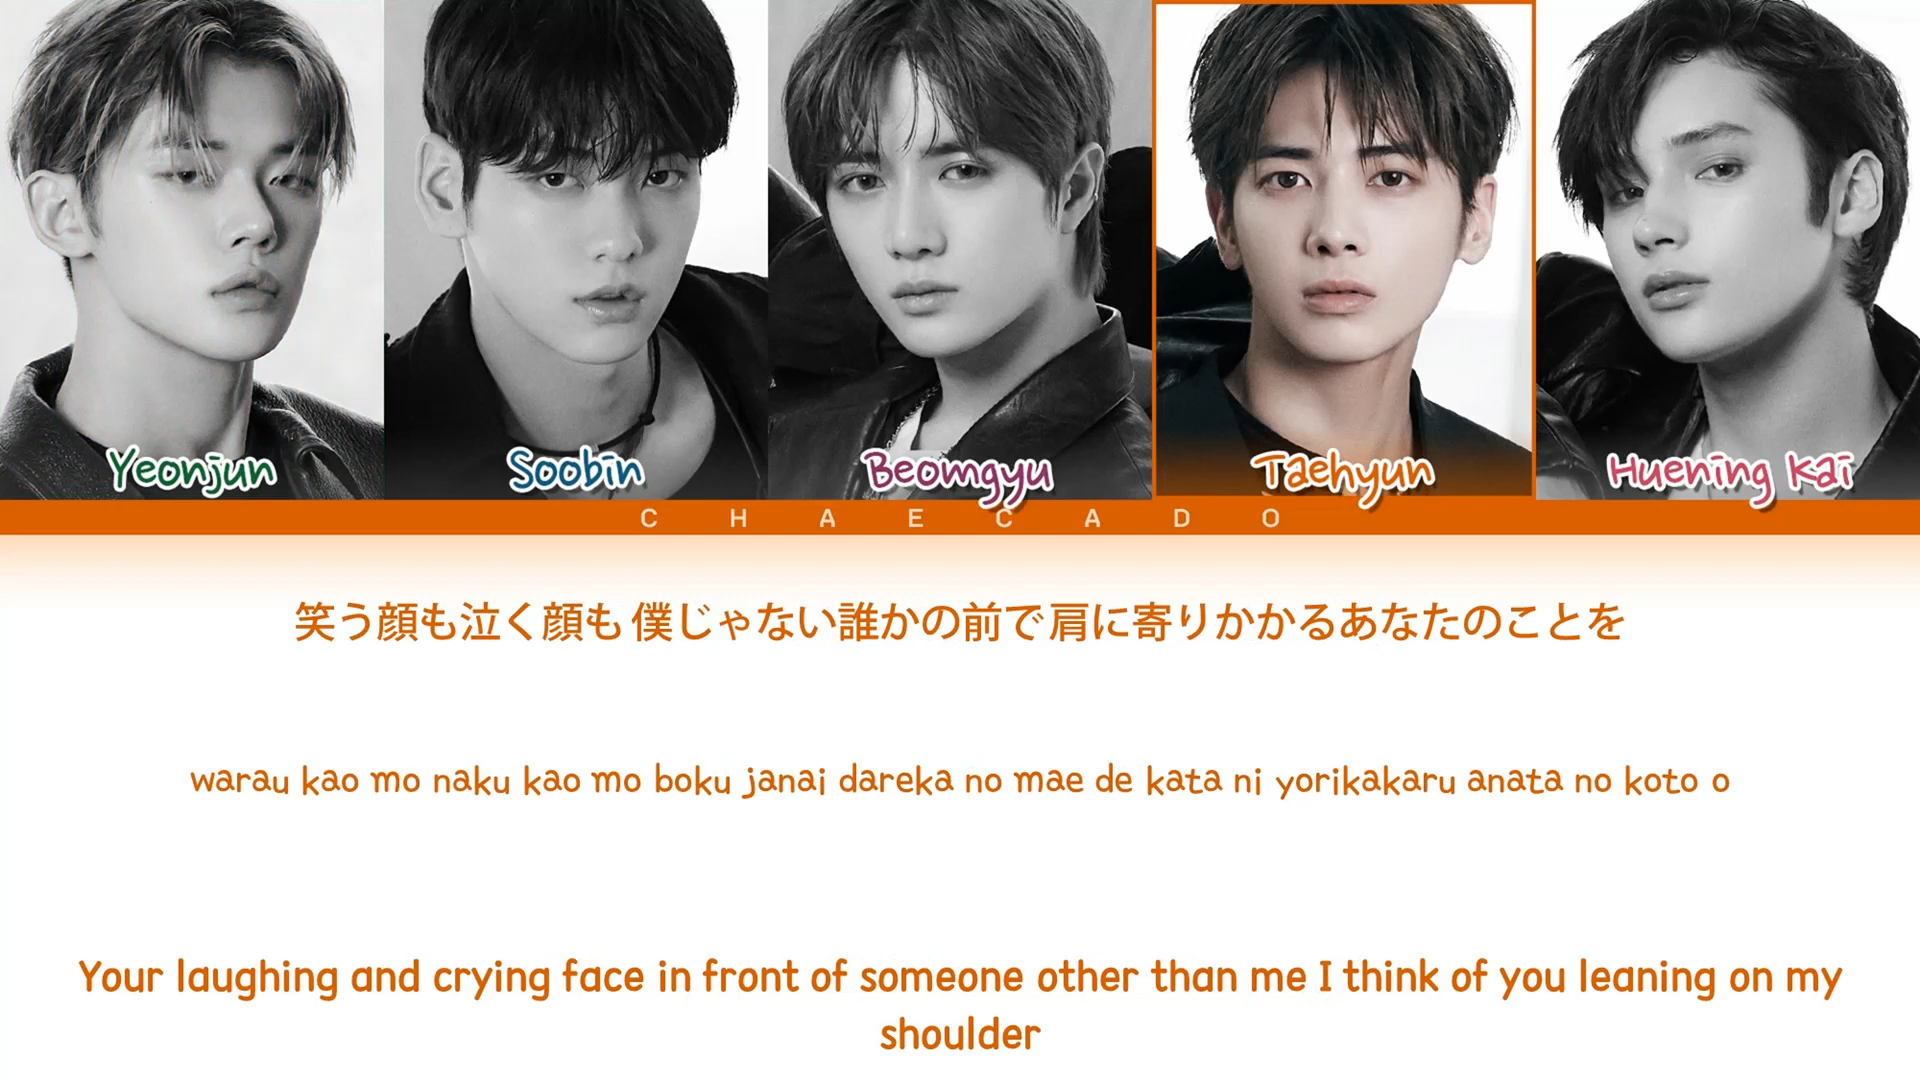 Yeonjun Soobin Beomgyu Taehyun Huening Kai
CHAECADO
笑う顔も泣く顔も 僕じゃない誰かの前で肩に寄りかかるあなたのことを
warau kao mo naku kao mo boku janai dareka no mae de kata ni yorikakaru anata no koto o
Your laughing and crying face in front of someone other than me I think of you leaning on my
shoulder